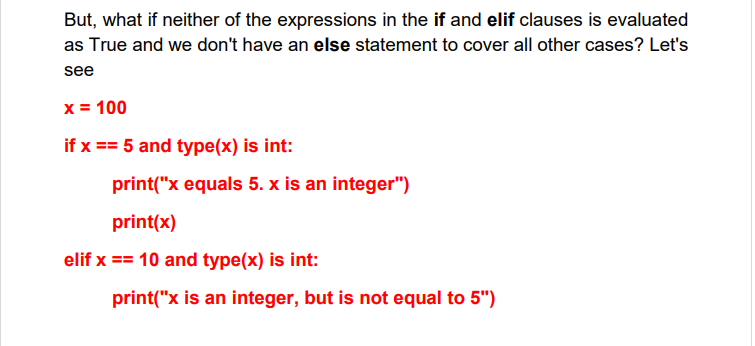 But, what if neither of the expressions in the if and elif clauses is evaluated
as True and we don't have an else statement to cover all other cases? Let's
see
x = 100
if x == 5 and type(x) is int:
print("x equals 5. x is an integer")
print(x)
elif x == 10 and type(x) is int:
print("x is an integer, but is not equal to 5")